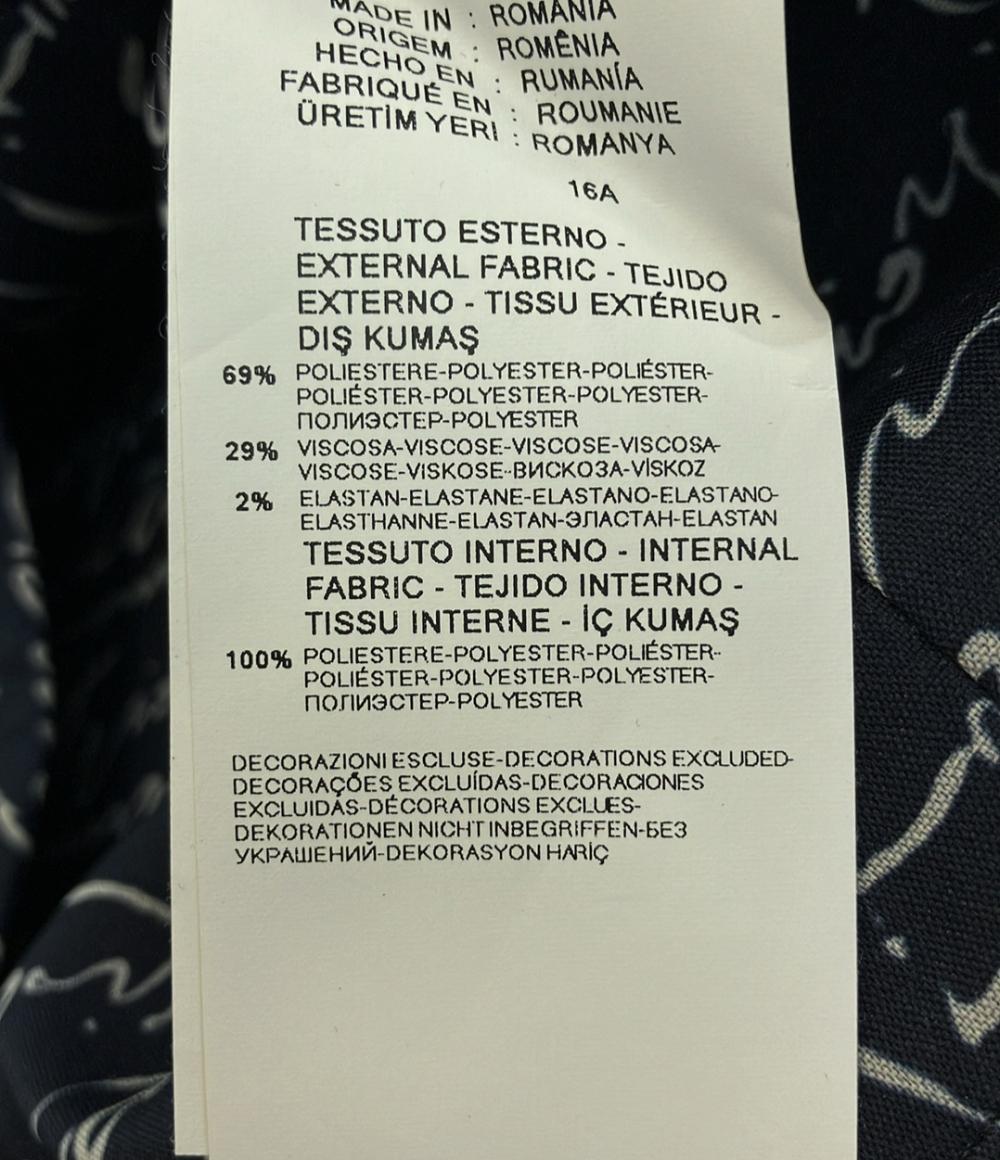 MADE IN : ROMANIA
ORIGEM : ROMÊNIA
HECHO EN : RUMANÍA
FABRIQUÉ EN : ROUMANIE
ÜRETİM YERI : ROMANYA
16A
TESSUTO ESTERNO -
EXTERNAL FABRIC - TEJIDO
EXTERNO - TISSU EXTÉRIEUR -
DIŞ KUMAŞ
69% POLIESTERE-POLYESTER-POLIÉSTER-
POLIÉSTER-POLYESTER-POLYESTER-
ПОЛИЭСТЕР-POLYESTER
29% VISCOSA-VISCOSE-VISCOSE-VISCOSA-
VISCOSE-VISKOSE-ВИСКОЗА-VİSKOZ
2% ELASTAN-ELASTANE-ELASTANO-ELASTANO-
ELASTHANNE-ELASTAN-ЭЛАСТАН-ELASTAN
TESSUTO INTERNO - INTERNAL
FABRIC - TEJIDO INTERNO -
TISSU INTERNE - İÇ KUMAŞ
100% POLIESTERE-POLYESTER-POLIÉSTER-
POLIÉSTER-POLYESTER-POLYESTER-
ПОЛИЭСТЕР-POLYESTER
DECORAZIONI ESCLUSE-DECORATIONS EXCLUDED-
DECORAÇÕES EXCLUÍDAS-DECORACIONES
EXCLUIDAS-DÉCORATIONS EXCLUES-
DEKORATIONEN NICHT INBEGRIFFEN-БЕЗ
УКРАШЕНИЙ-DEKORASYON HARİÇ